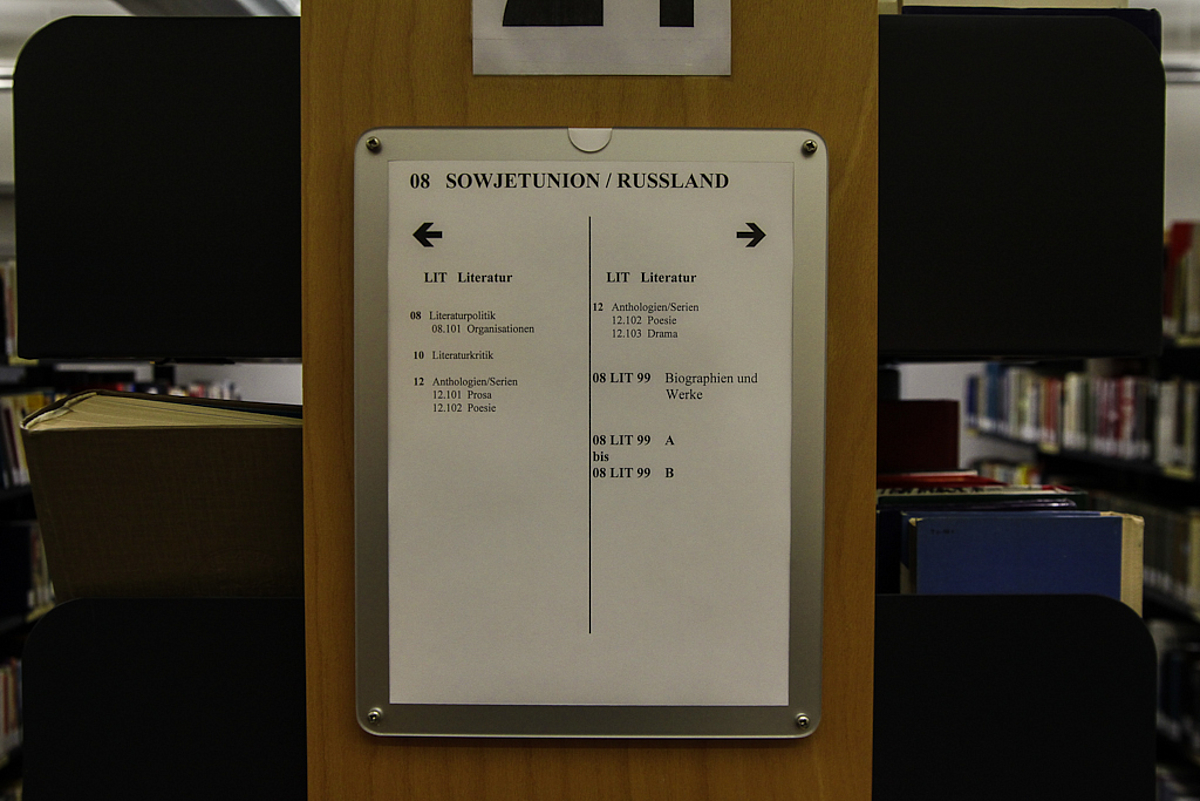 08 SOWJETUNION / RUSSLAND
LIT Literatur
08 Literaturpolitik
08.101 Organisationen
10 Literaturkritik
12 Anthologien/Serien
12.101 Prosa
12.102 Poesie
LIT Literatur
12 Anthologien/Serien
12.102 Poesie
12.103 Drama
08 LIT 99 Biographien und
Werke
08 LIT 99 A
bis
08 LIT 99 B